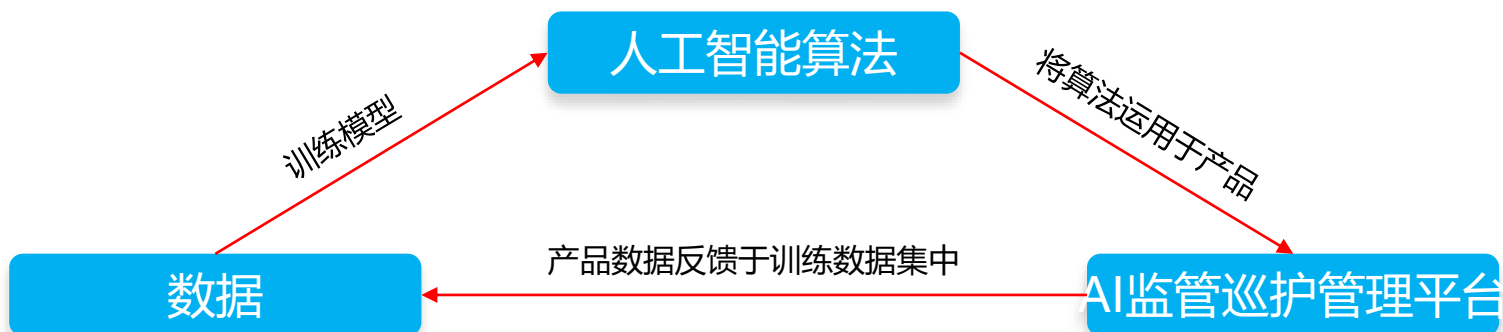 人工智能算法
训练模型
将算法运用于产品
产品数据反馈于训练数据集中
数据
AI监管巡护管理平台